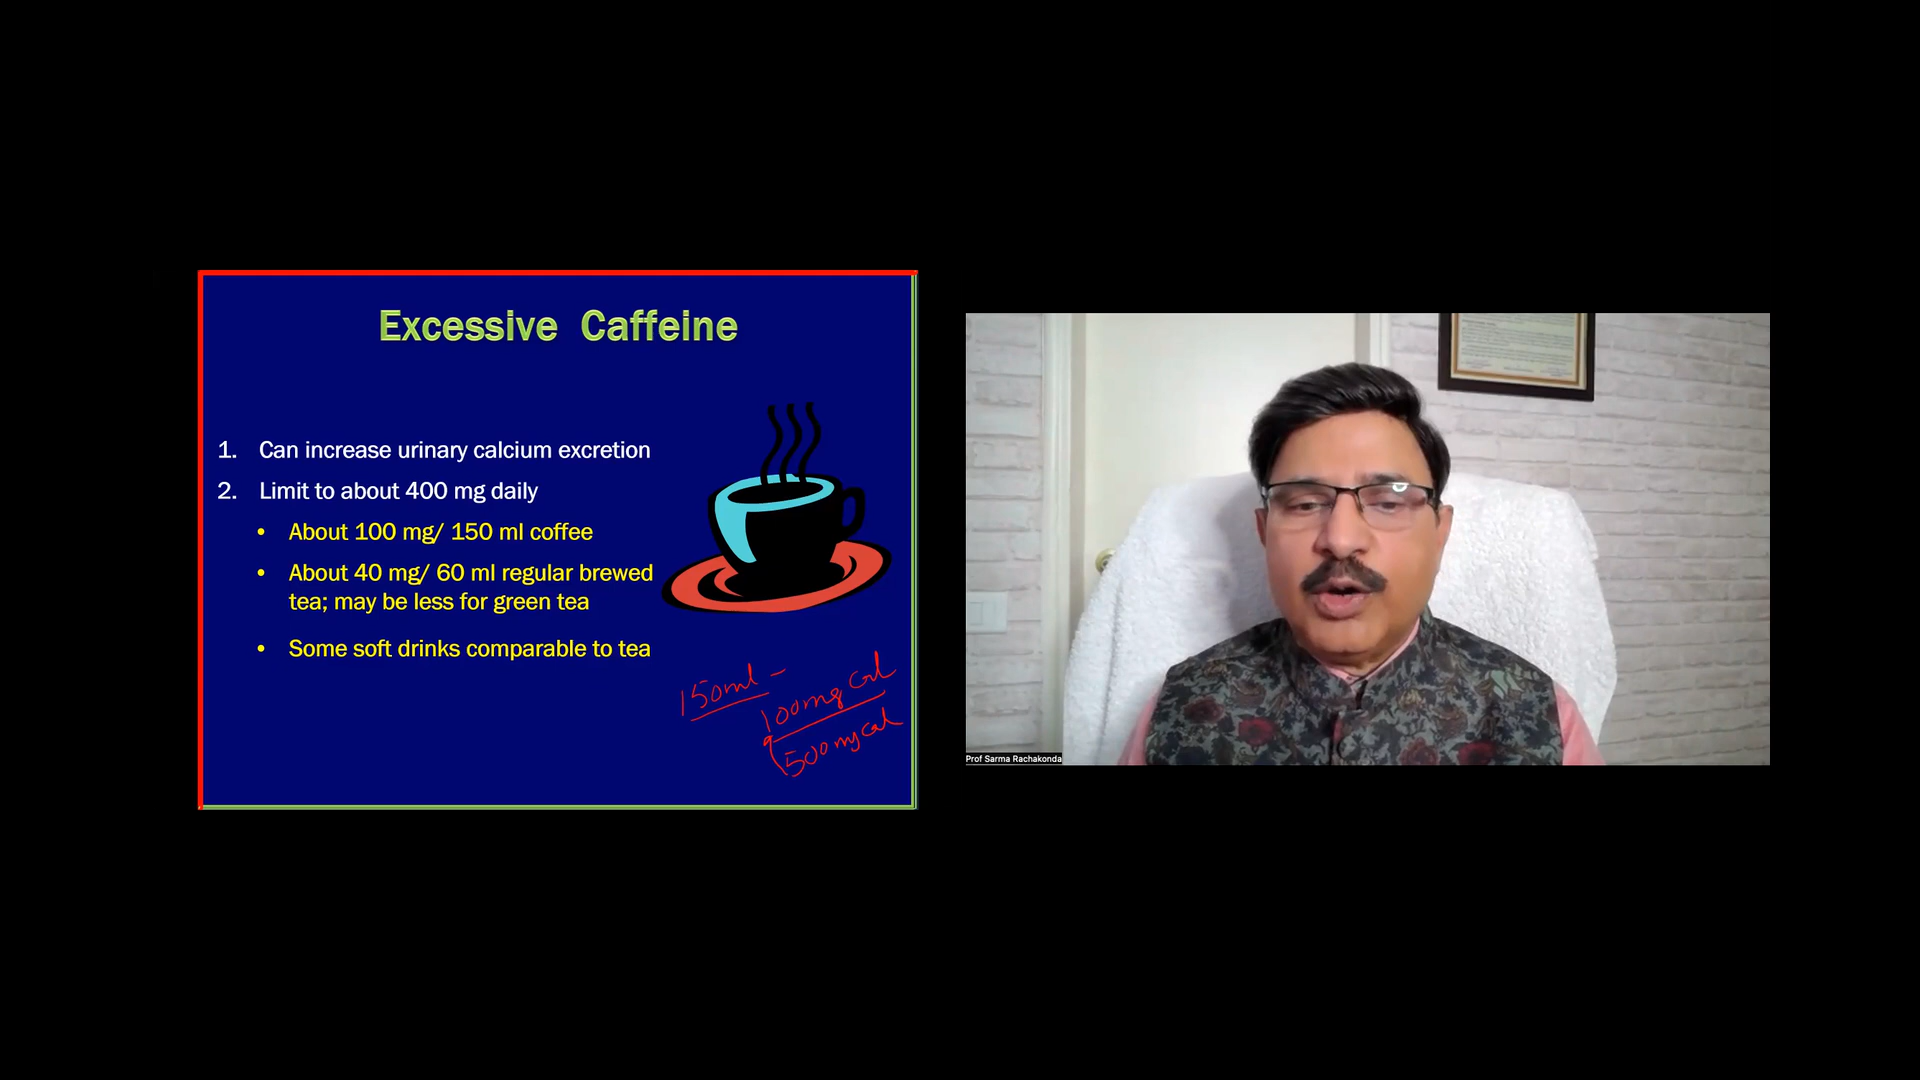 Excessive Caffeine
1. Can increase urinary calcium excretion
2. Limit to about 400 mg daily
• About 100 mg/ 150 ml coffee
• About 40 mg/ 60 ml regular brewed
tea; may be less for green tea
• Some soft drinks comparable to tea
150ml -
100mg Cal
500 mg cal
Prof Sarma Rachakonda